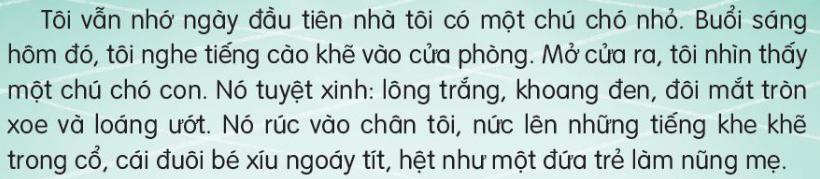 Tôi vẫn nhớ ngày đầu tiên nhà tôi có một chú chó nhỏ. Buổi sáng
hôm đó, tôi nghe tiếng cào khẽ vào cửa phòng. Mở cửa ra, tôi nhìn thấy
một chú chó con. Nó tuyệt xinh: lông trắng, khoang đen, đôi mắt tròn
xoe và loáng ướt. Nó rúc vào chân tôi, nức lên những tiếng khe khẽ
trong cổ, cái đuôi bé xíu ngoáy tít, hệt như một đứa trẻ làm nũng mẹ.